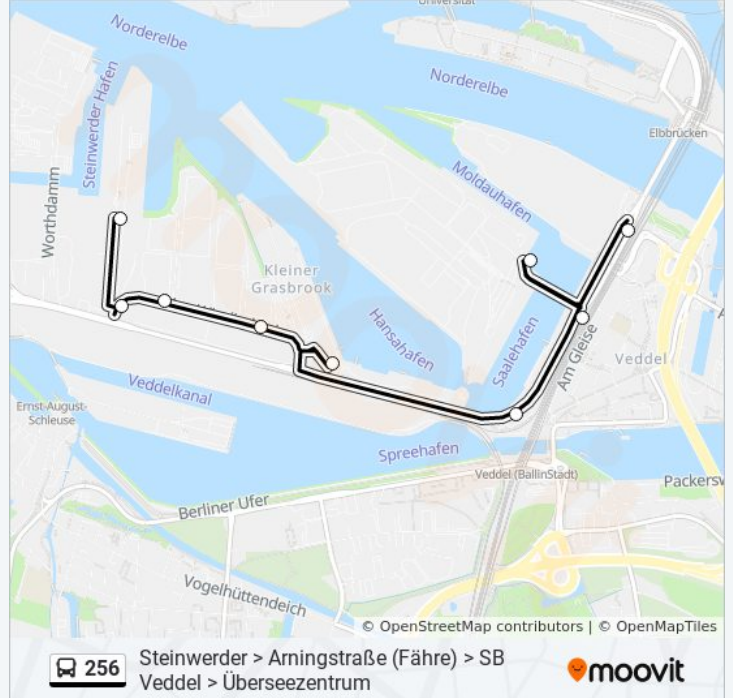 Universität
Norderelbe
Norderelbe
Steinwerder Hafen
Elbbrücken
Moldauhafen
Worthdamm
Kleiner
Grasbrook
Hansahafen
Saalehafen
Am Gleise
Veddel
Veddelkanal
Ernst-August-
Schleuse
Spreehafen
Veddel (BallinStadt)
Packersw
Berliner Ufer
Vogelhüttendeich
© OpenStreetMap contributors | © OpenMapTiles
256
Steinwerder > Arningstraße (Fähre) > SB
Veddel > Überseezentrum
moovit